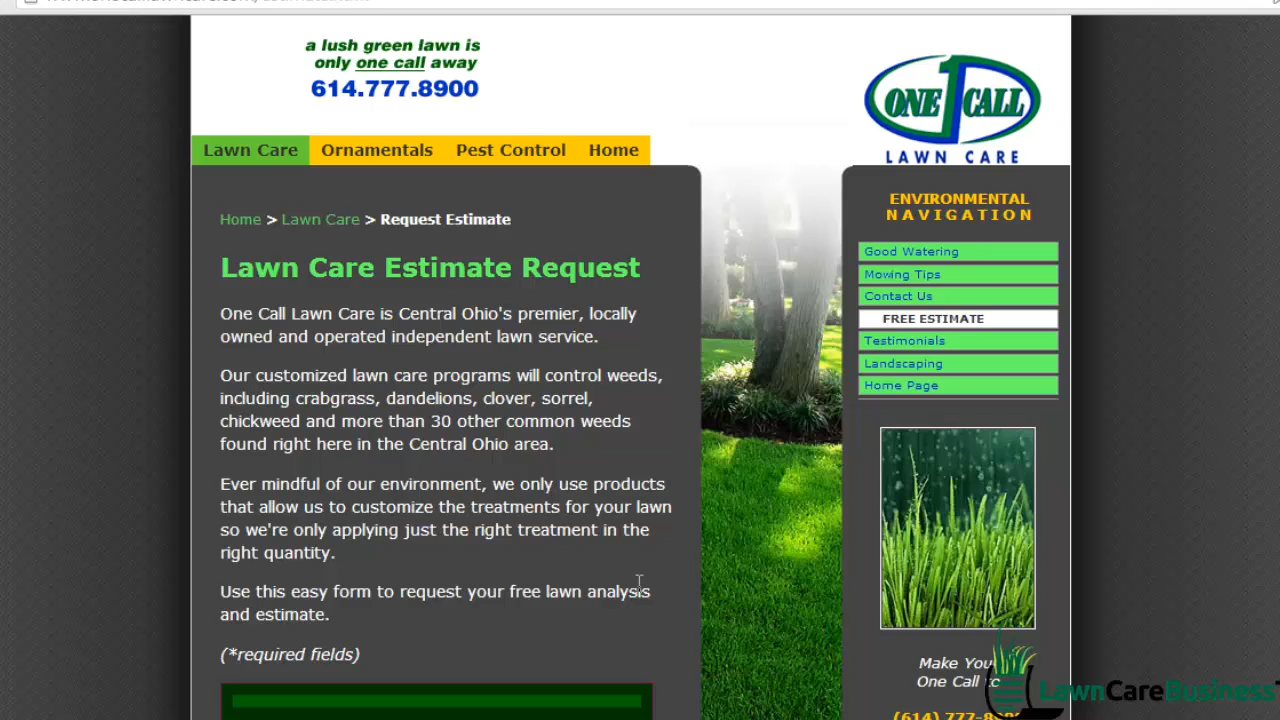 a lush green lawn is
only one call away
614.777.8900
ONE 1 CALL
LAWN CARE
Lawn Care Ornamentals Pest Control Home
Home > Lawn Care > Request Estimate
Lawn Care Estimate Request
One Call Lawn Care is Central Ohio's premier, locally
owned and operated independent lawn service.
Our customized lawn care programs will control weeds,
including crabgrass, dandelions, clover, sorrel,
chickweed and more than 30 other common weeds
found right here in the Central Ohio area.
Ever mindful of our environment, we only use products
that allow us to customize the treatments for your lawn
so we're only applying just the right treatment in the
right quantity.
Use this easy form to request your free lawn analysis
and estimate.
(*required fields)
ENVIRONMENTAL
NAVIGATION
Good Watering
Mowing Tips
Contact Us
FREE ESTIMATE
Testimonials
Landscaping
Home Page
Make You
One Call
(614) 777-8
LawnCareBusiness